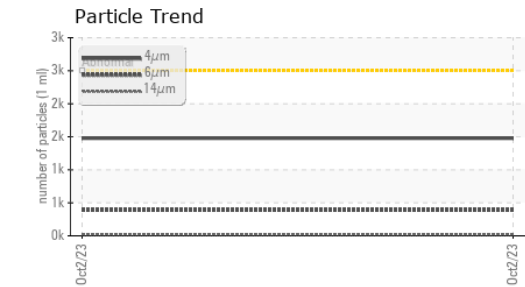 Particle Trend
number of particles (1 ml)
3k
3k
2k
2k
1k
1k
0k
Abnormal
4μm
6μm
14μm
Oct2/23
Oct2/23